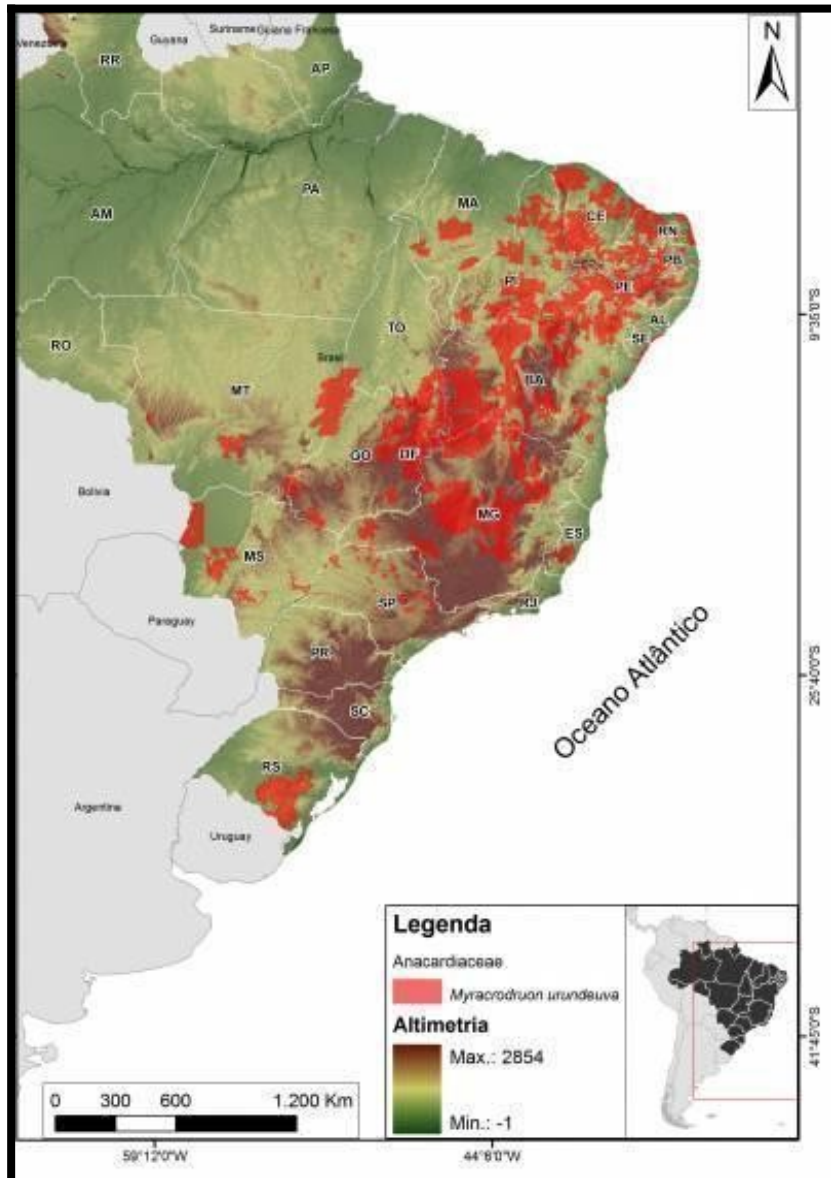 N
Venezuela
Guyana
Suriname
Guiana Francesa
RR
AP
AM
PA
MA
CE
RN
PB
PI
PE
AL
SE
TO
RO
Brasil
BA
MT
GO
DF
Bolivia
MG
ES
MS
SP
RJ
Paraguay
PR
SC
RS
Argentina
Uruguay
Oceano Atlântico
9°35'0"S
25°40'0"S
41°45'0"S
Legenda
Anacardiaceae
Myracrodruon urundeuva
Altimetria
Max.: 2854
Min.: -1
0 300 600 1.200 Km
59°12'0"W
44°6'0"W